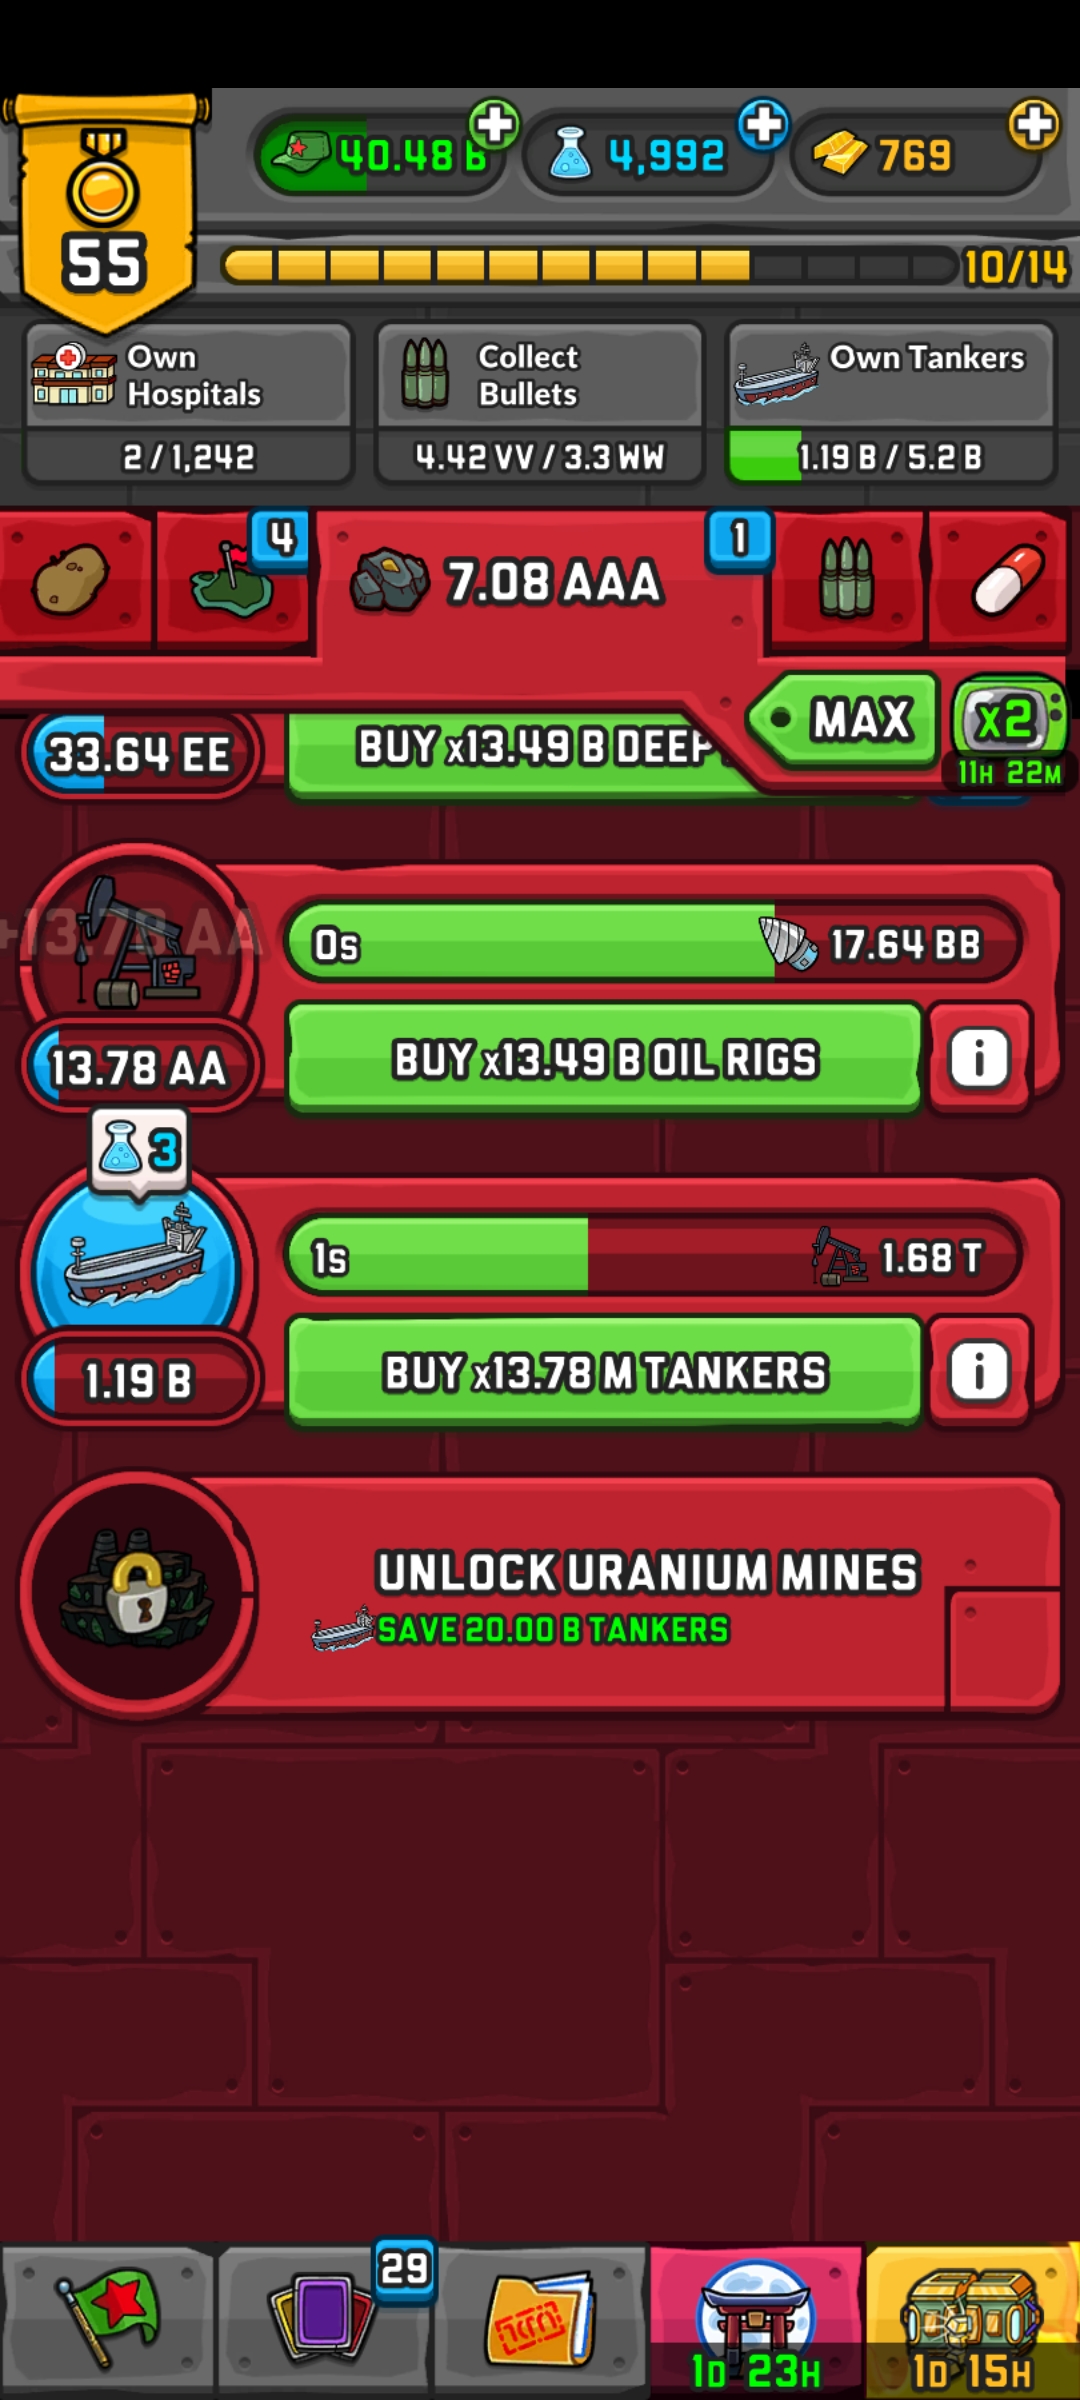 40.48 B
4,992
769
55
10/14
Own
Hospitals
2 / 1,242
Collect
Bullets
4.42 VV / 3.3 WW
Own Tankers
1.19 B / 5.2 B
4
7.08 AAA
1
MAX
x2
11H 22M
33.64 EE
BUY x13.49 B DEEP
+13.78 AA
0s
17.64 BB
13.78 AA
BUY x13.49 B OIL RIGS
i
3
1s
1.68 T
1.19 B
BUY x13.78 M TANKERS
i
UNLOCK URANIUM MINES
SAVE 20.00 B TANKERS
29
1D 23H
1D 15H